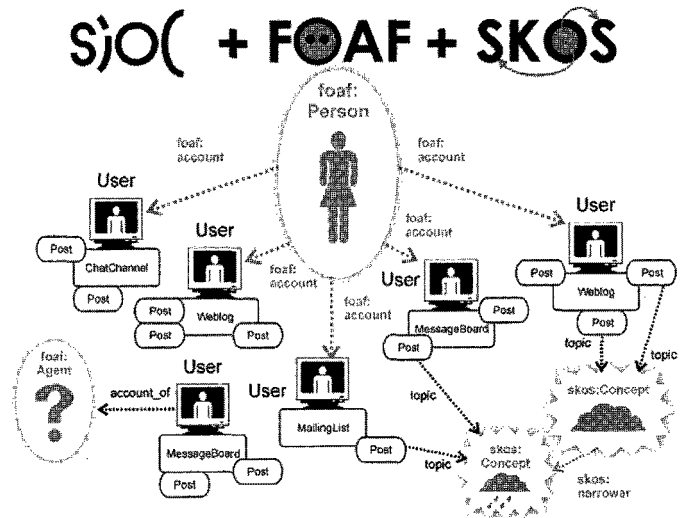 sioc + FOAF + SKOS
foaf:
Person
foaf:
account
foaf:
account
User
User
Post
ChatChannel
Post
User
foaf:
account
foaf:
account
User
Post
Weblog
Post
Post
foaf:
account
Post
MessageBoard
Post
Post
Post
Weblog
Post
topic
topic
foaf:
Agent
?
account_of
User
MessageBoard
Post
Post
User
MailingList
Post
topic
topic
skos:
Concept
skos:Concept
skos:
narrower